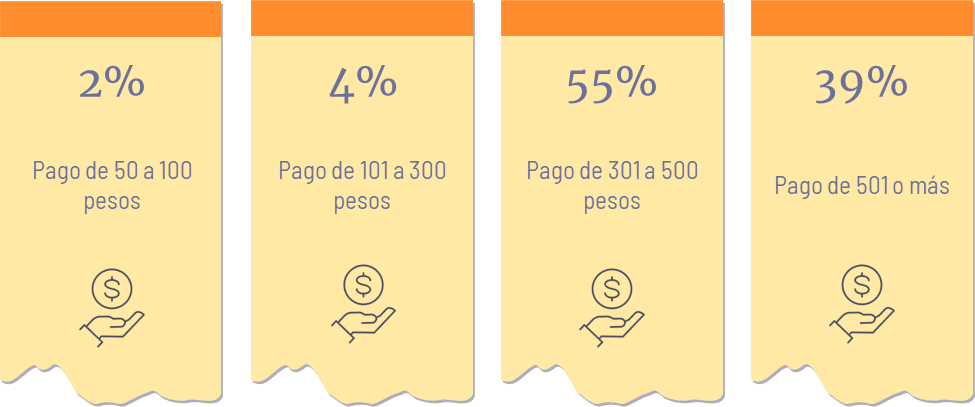 2%
Pago de 50 a 100
pesos
4%
Pago de 101 a 300
pesos
55%
Pago de 301 a 500
pesos
39%
Pago de 501 o más
$
$
$
$